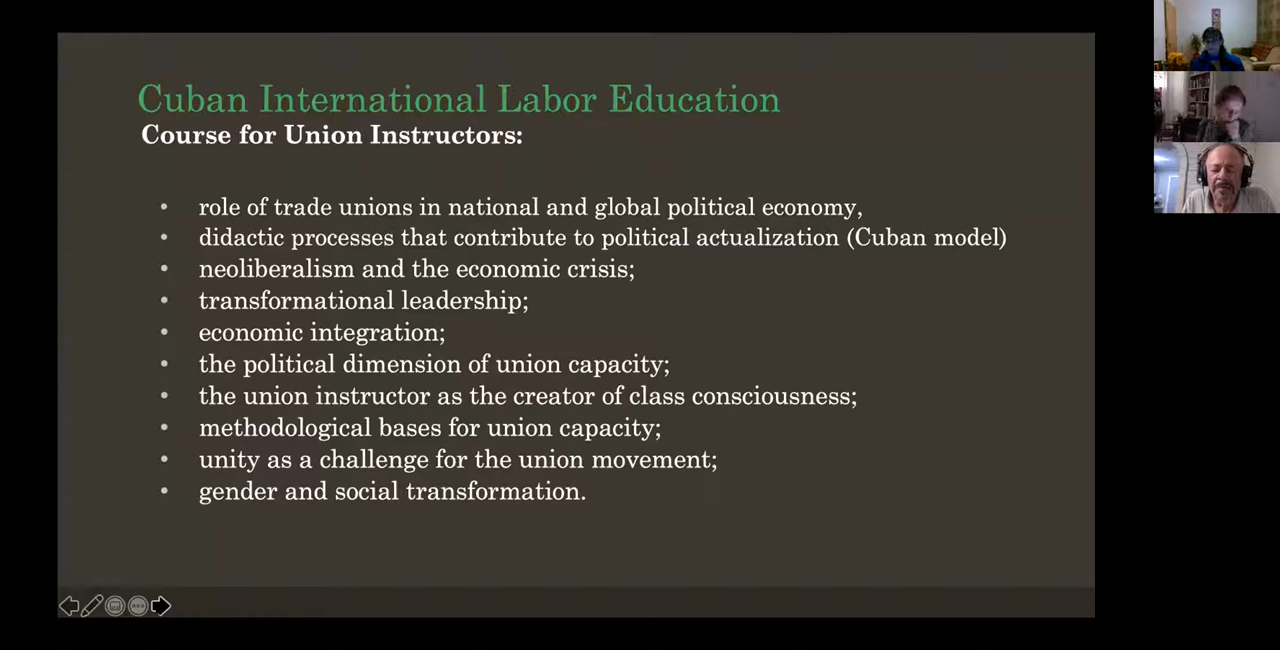 Cuban International Labor Education
Course for Union Instructors:
• role of trade unions in national and global political economy,
• didactic processes that contribute to political actualization (Cuban model)
• neoliberalism and the economic crisis;
• transformational leadership;
• economic integration;
• the political dimension of union capacity;
• the union instructor as the creator of class consciousness;
• methodological bases for union capacity;
• unity as a challenge for the union movement;
• gender and social transformation.